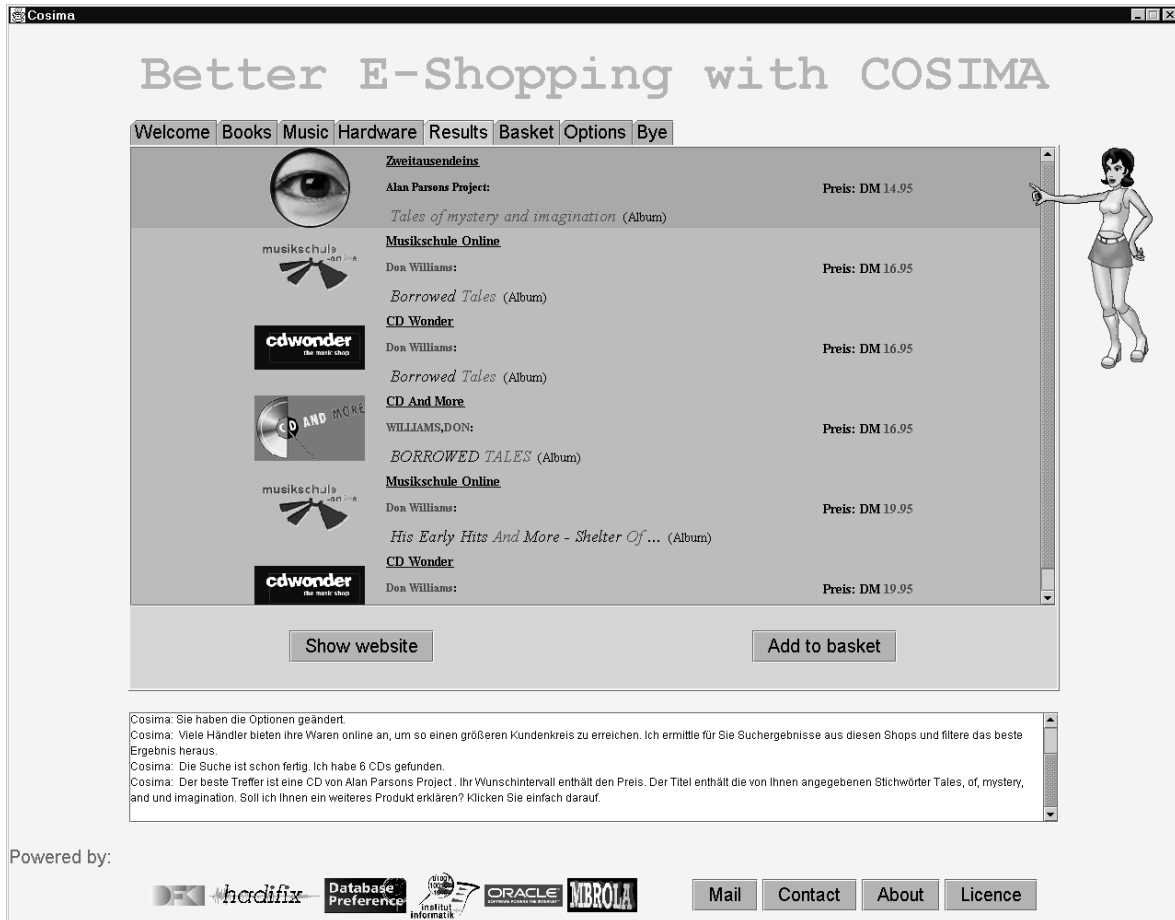 Cosima
Better E-Shopping with COSIMA
Welcome Books Music Hardware Results Basket Options Bye
Zweitausendeins
Alan Parsons Project:
Preis: DM 14.95
Tales of mystery and imagination (Album)
musikschule
-online
Musikschule Online
Don Williams:
Preis: DM 16.95
Borrowed Tales (Album)
cdwonder
the music shop
CD Wonder
Don Williams:
Preis: DM 16.95
Borrowed Tales (Album)
CD AND MORE
CD And More
WILLIAMS,DON:
Preis: DM 16.95
BORROWED TALES (Album)
musikschule
-online
Musikschule Online
Don Williams:
Preis: DM 19.95
His Early Hits And More - Shelter Of ... (Album)
cdwonder
the music shop
CD Wonder
Don Williams:
Preis: DM 19.95
Show website
Add to basket
Cosima: Sie haben die Optionen geändert.
Cosima: Viele Händler bieten ihre Waren online an, um so einen größeren Kundenkreis zu erreichen. Ich ermittle für Sie Suchergebnisse aus diesen Shops und filtere das beste
Ergebnis heraus.
Cosima: Die Suche ist schon fertig. Ich habe 6 CDs gefunden.
Cosima: Der beste Treffer ist eine CD von Alan Parsons Project . Ihr Wunschintervall enthält den Preis. Der Titel enthält die von Ihnen angegebenen Stichwörter Tales, of, mystery,
and und imagination. Soll ich Ihnen ein weiteres Produkt erklären? Klicken Sie einfach darauf.
Powered by:
hadifix
Database
Preference
institut
informatik
ORACLE
SOFTWARE POWERS THE INTERNET
MBROLA
Mail Contact About Licence